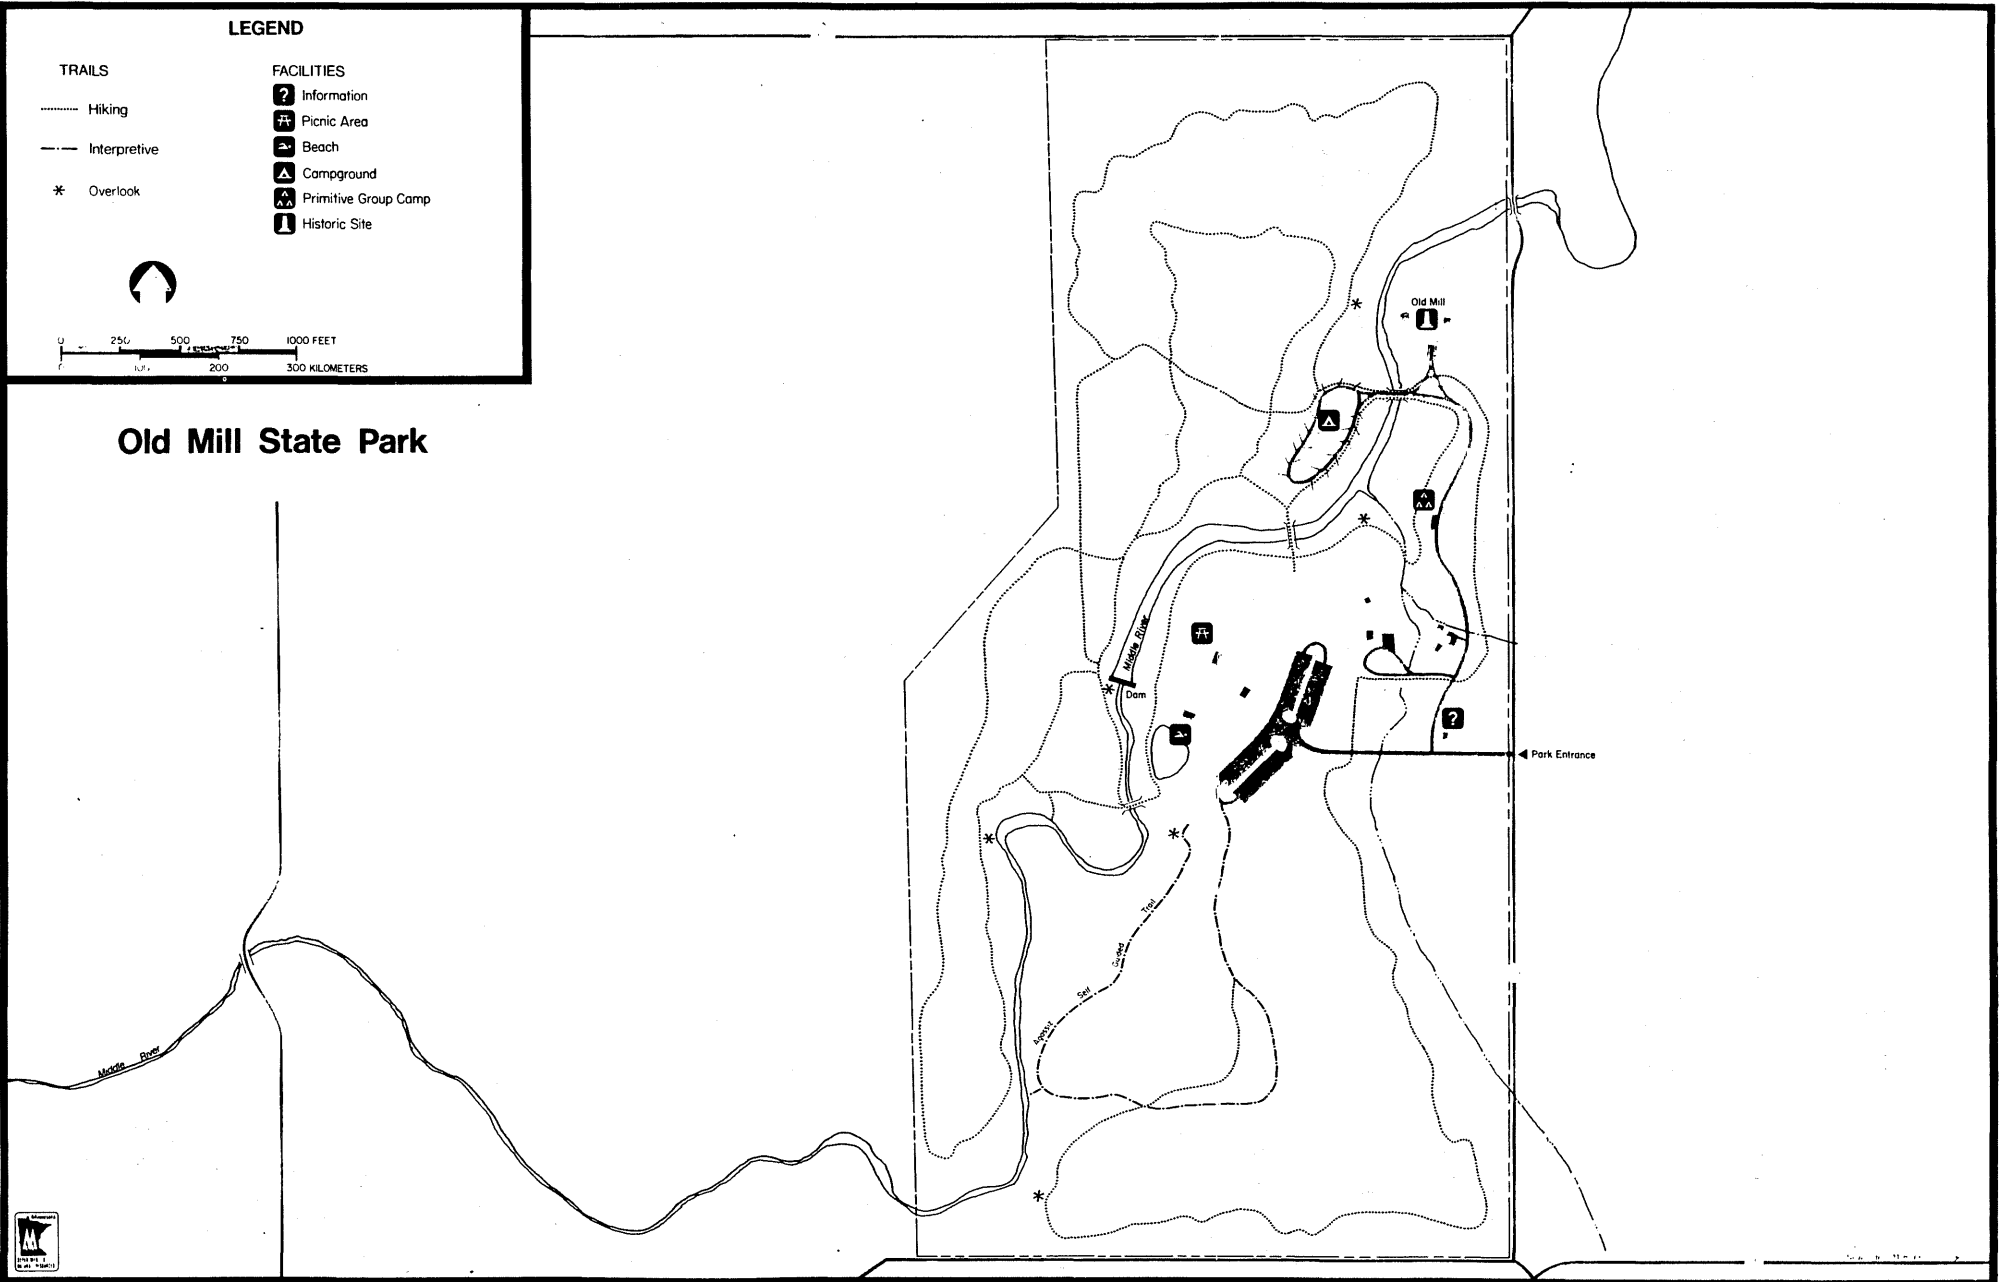 LEGEND
TRAILS
Hiking
Interpretive
Overlook
FACILITIES
? Information
Picnic Area
Beach
Campground
Primitive Group Camp
Historic Site
0 250 500 750 1000 FEET
200 300 KILOMETERS
Old Mill State Park
Old Mill
Middle River
Dam
?
Park Entrance
Agassiz Self Guided Trail
Middle River